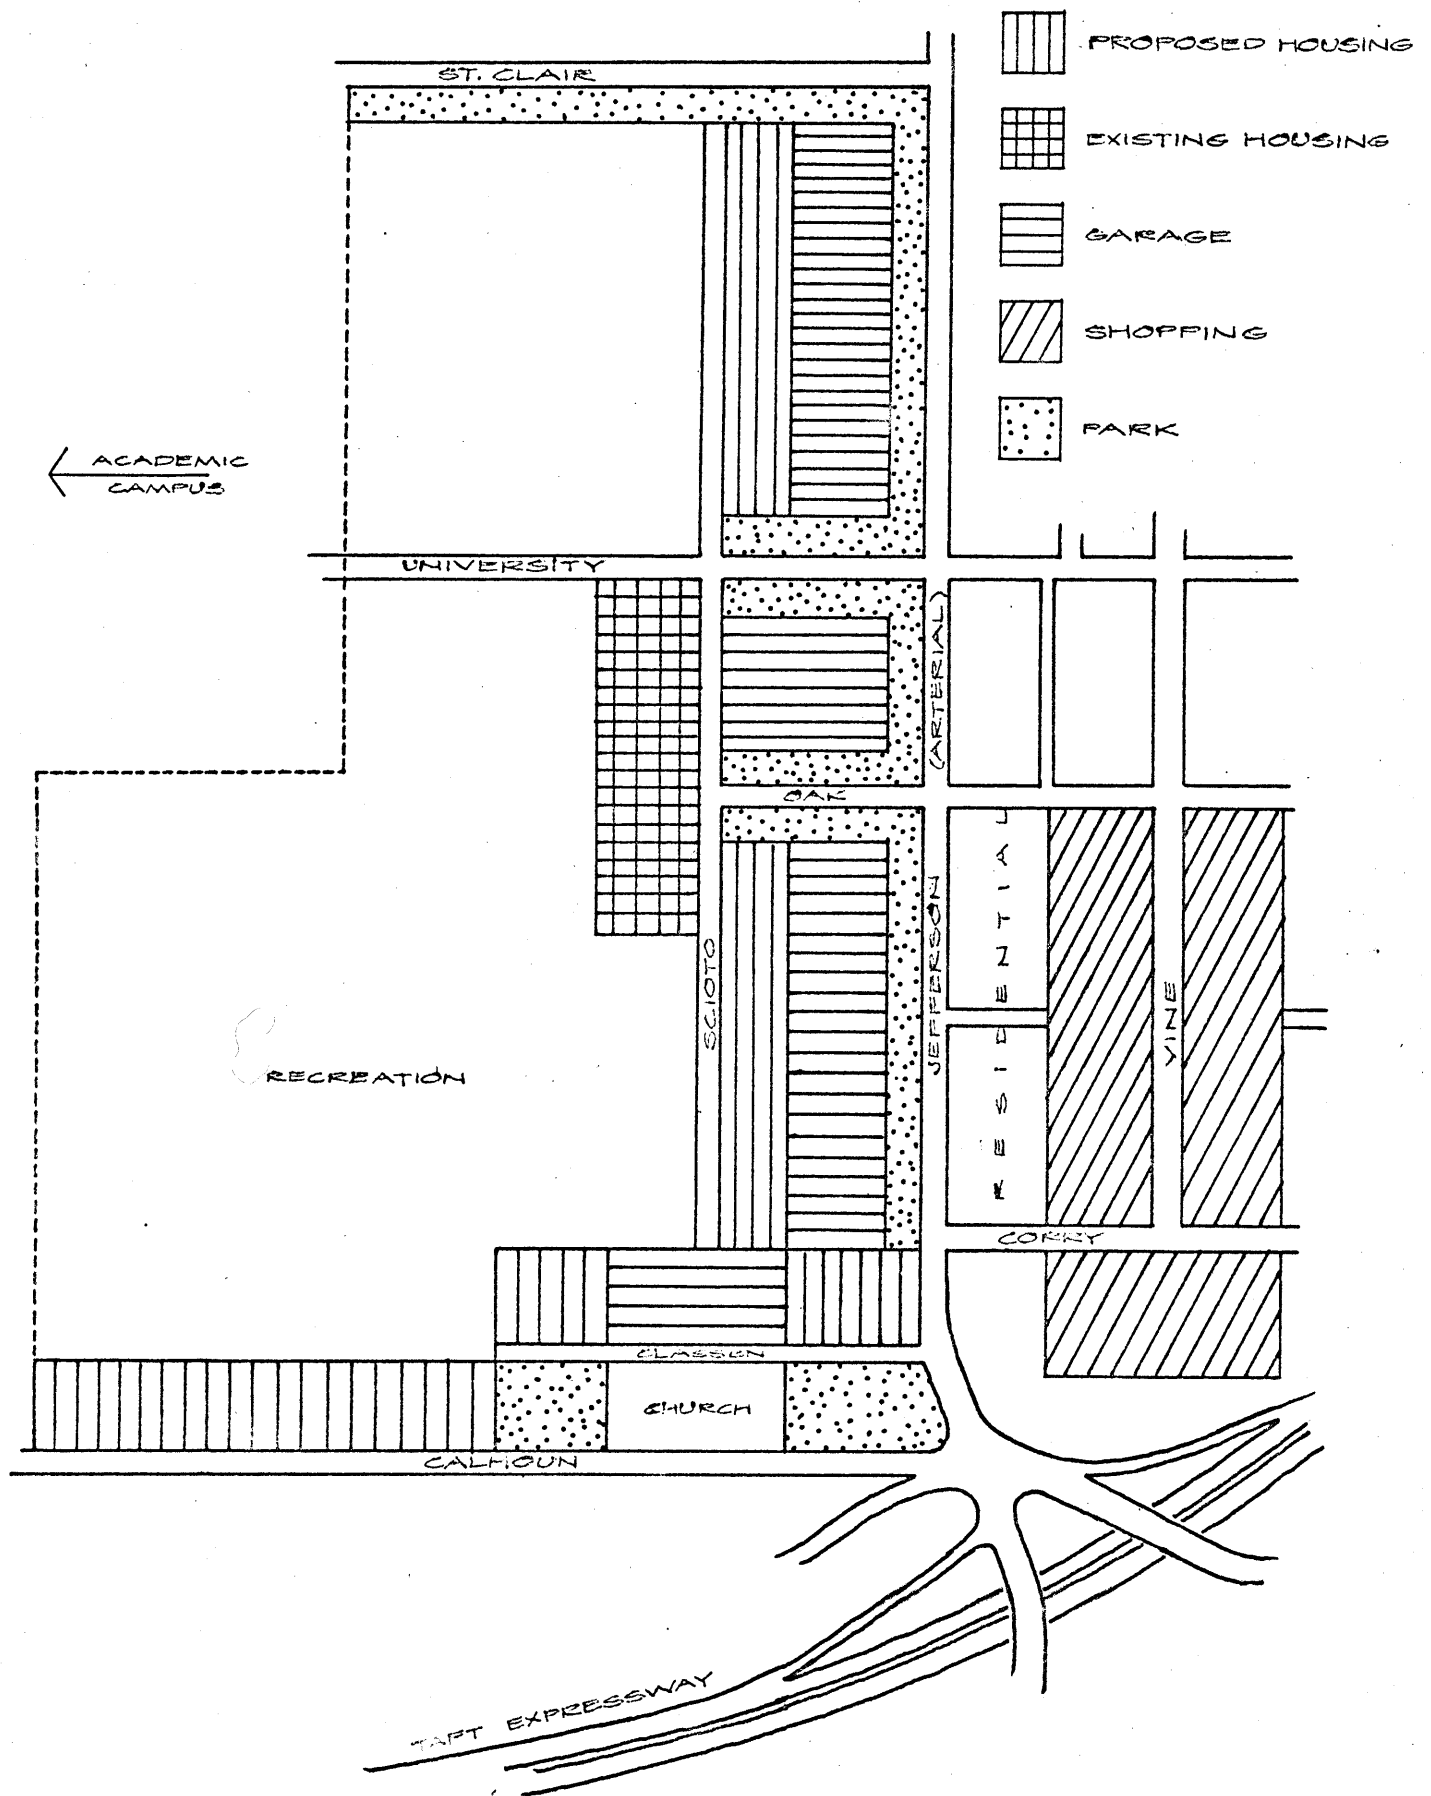 PROPOSED HOUSING
ST. CLAIR
EXISTING HOUSING
GARAGE
SHOPPING
PARK
ACADEMIC
CAMPUS
UNIVERSITY
(ARTERIAL)
OAK
RESIDENTIAL
JEFFERSON
SCIOTO
VINE
RECREATION
CORRY
CLASSEN
CHURCH
CALHOUN
TAFT EXPRESSWAY